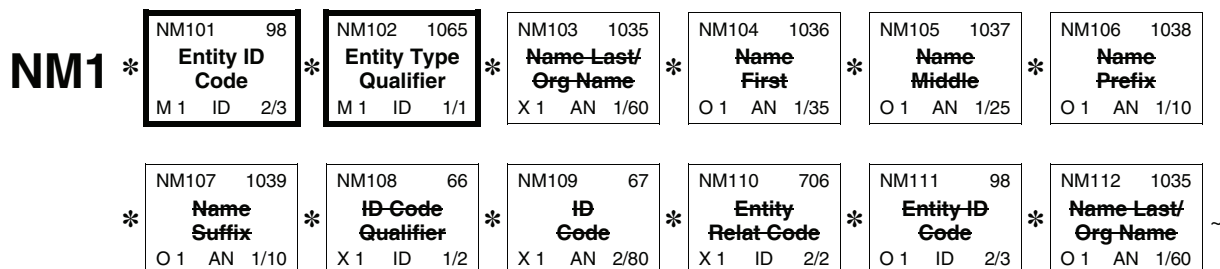 NM101 98 NM102 1065 NM103 1035 NM104 1036 NM105 1037 NM106 1038
NM1 * Entity ID Code * Entity Type Qualifier * Name Last/ Org Name * Name First * Name Middle * Name Prefix
M 1 ID 2/3 M 1 ID 1/1 X 1 AN 1/60 O 1 AN 1/35 O 1 AN 1/25 O 1 AN 1/10
NM107 1039 NM108 66 NM109 67 NM110 706 NM111 98 NM112 1035
* Name Suffix * ID Code Qualifier * ID Code * Entity Relat Code * Entity ID Code * Name Last/ Org Name ~
O 1 AN 1/10 X 1 ID 1/2 X 1 AN 2/80 X 1 ID 2/2 O 1 ID 2/3 O 1 AN 1/60